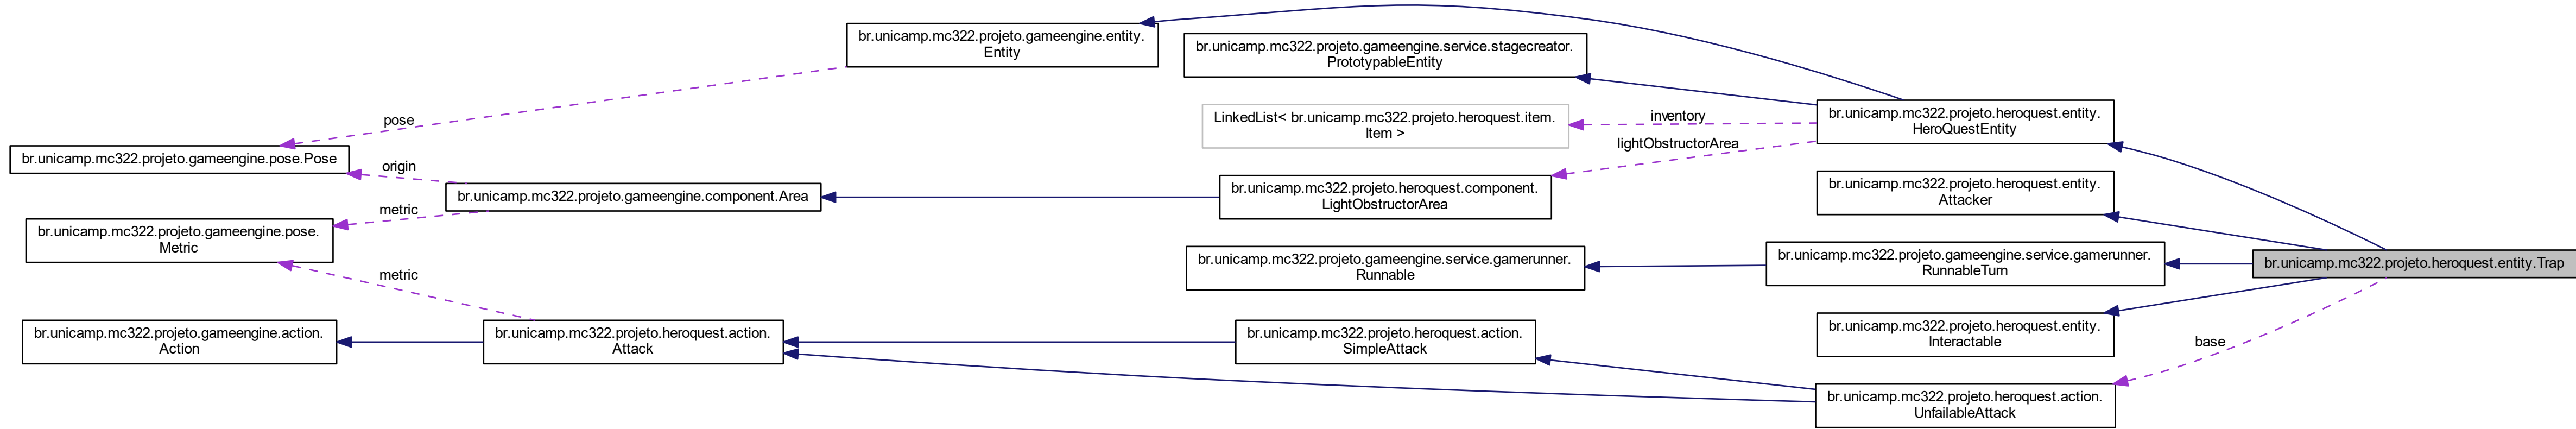 br.unicamp.mc322.projeto.gameengine.entity.
Entity
br.unicamp.mc322.projeto.gameengine.service.stagecreator.
PrototypableEntity
LinkedList< br.unicamp.mc322.projeto.heroquest.item.
Item >
inventory
br.unicamp.mc322.projeto.heroquest.entity.
HeroQuestEntity
pose
lightObstructorArea
br.unicamp.mc322.projeto.gameengine.pose.Pose
origin
br.unicamp.mc322.projeto.gameengine.component.Area
br.unicamp.mc322.projeto.heroquest.component.
LightObstructorArea
br.unicamp.mc322.projeto.heroquest.entity.
Attacker
metric
br.unicamp.mc322.projeto.gameengine.pose.
Metric
br.unicamp.mc322.projeto.gameengine.service.gamerunner.
Runnable
br.unicamp.mc322.projeto.gameengine.service.gamerunner.
RunnableTurn
br.unicamp.mc322.projeto.heroquest.entity.Trap
metric
br.unicamp.mc322.projeto.gameengine.action.
Action
br.unicamp.mc322.projeto.heroquest.action.
Attack
br.unicamp.mc322.projeto.heroquest.action.
SimpleAttack
br.unicamp.mc322.projeto.heroquest.entity.
Interactable
base
br.unicamp.mc322.projeto.heroquest.action.
UnfailableAttack